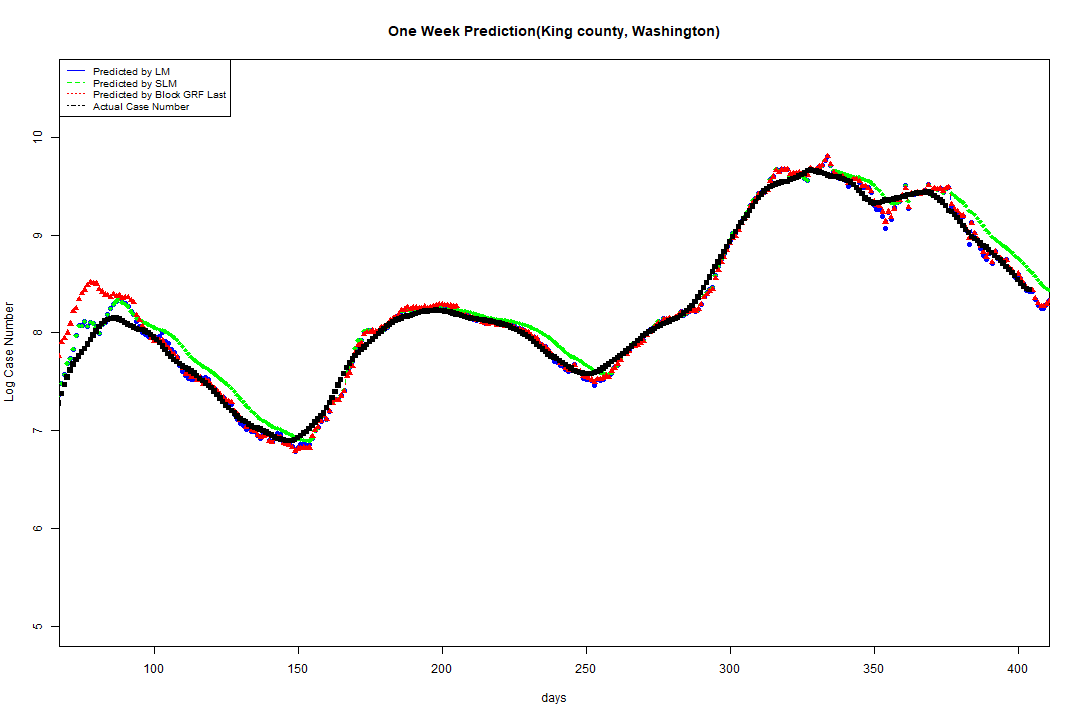 One Week Prediction(King county, Washington)
Predicted by LM
Predicted by SLM
Predicted by Block GRF Last
Actual Case Number
10
9
8
7
6
5
Log Case Number
100 150 200 250 300 350 400
days